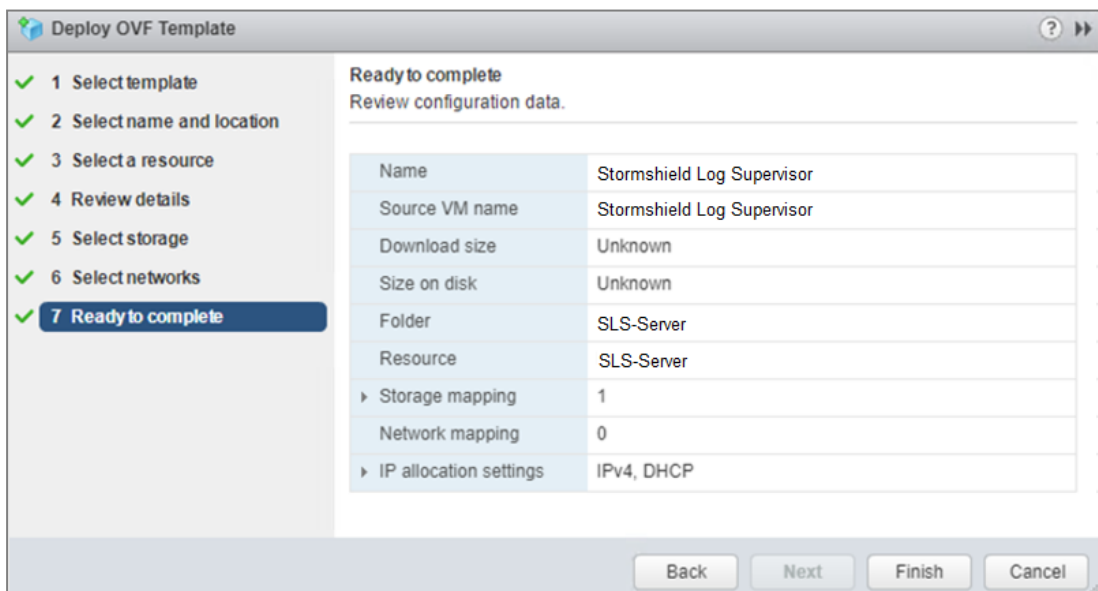 Deploy OVF Template
?
1 Select template
2 Select name and location
3 Select a resource
4 Review details
5 Select storage
6 Select networks
7 Ready to complete
Ready to complete
Review configuration data.
Name Stormshield Log Supervisor
Source VM name Stormshield Log Supervisor
Download size Unknown
Size on disk Unknown
Folder SLS-Server
Resource SLS-Server
Storage mapping 1
Network mapping 0
IP allocation settings IPv4, DHCP
Back Next Finish Cancel